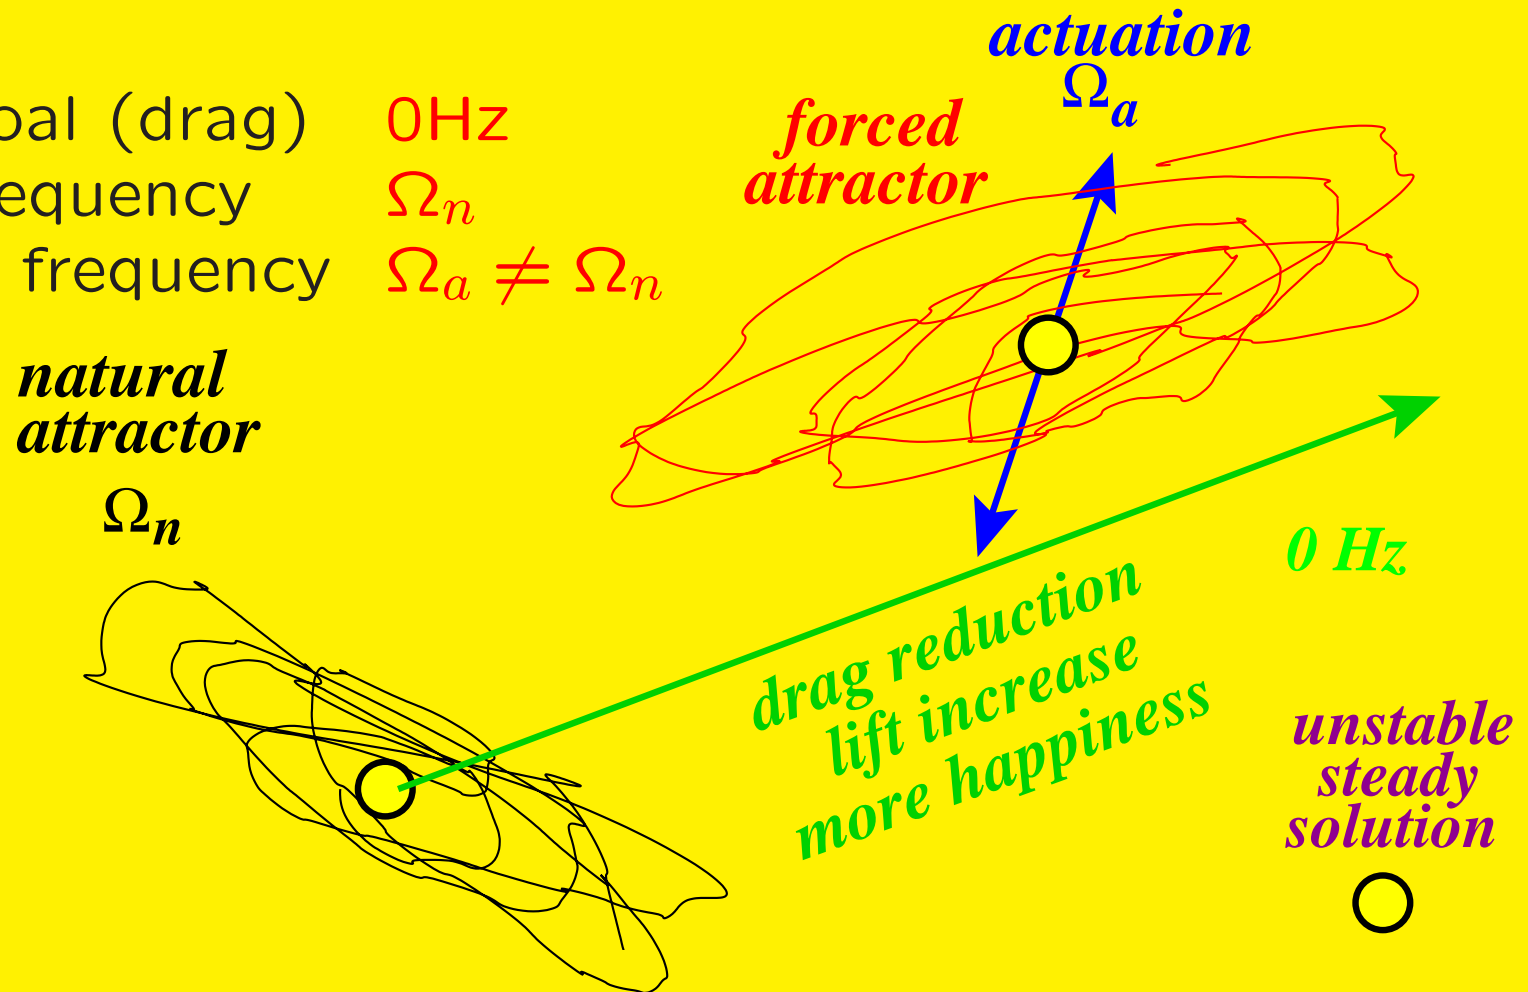 actuation
Ωa
oal (drag) 0Hz
equency Ωn
frequency Ωa ≠ Ωn
forced
attractor
natural
attractor
Ωn
0 Hz
drag reduction
lift increase
more happiness
unstable
steady
solution